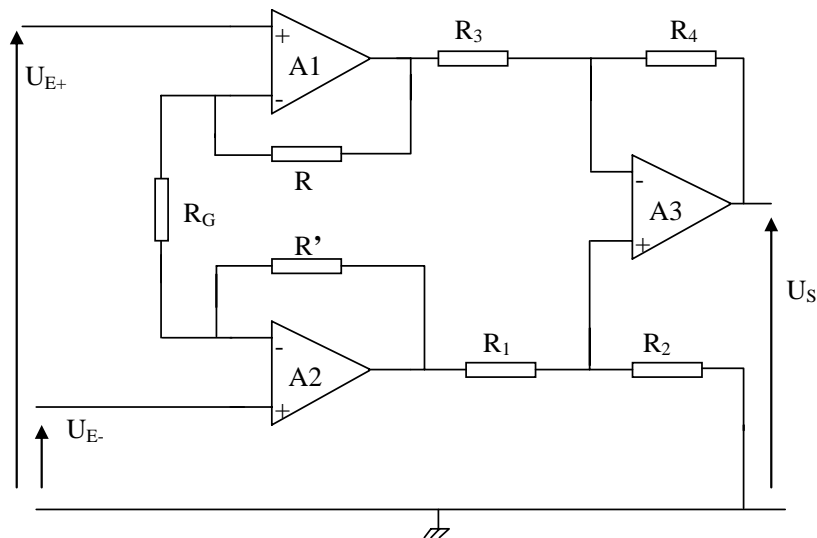 R₃
R₄
+
A1
-
U_E+
R
R_G
R’
-
A3
+
U_S
-
A2
+
R₁
R₂
U_E-